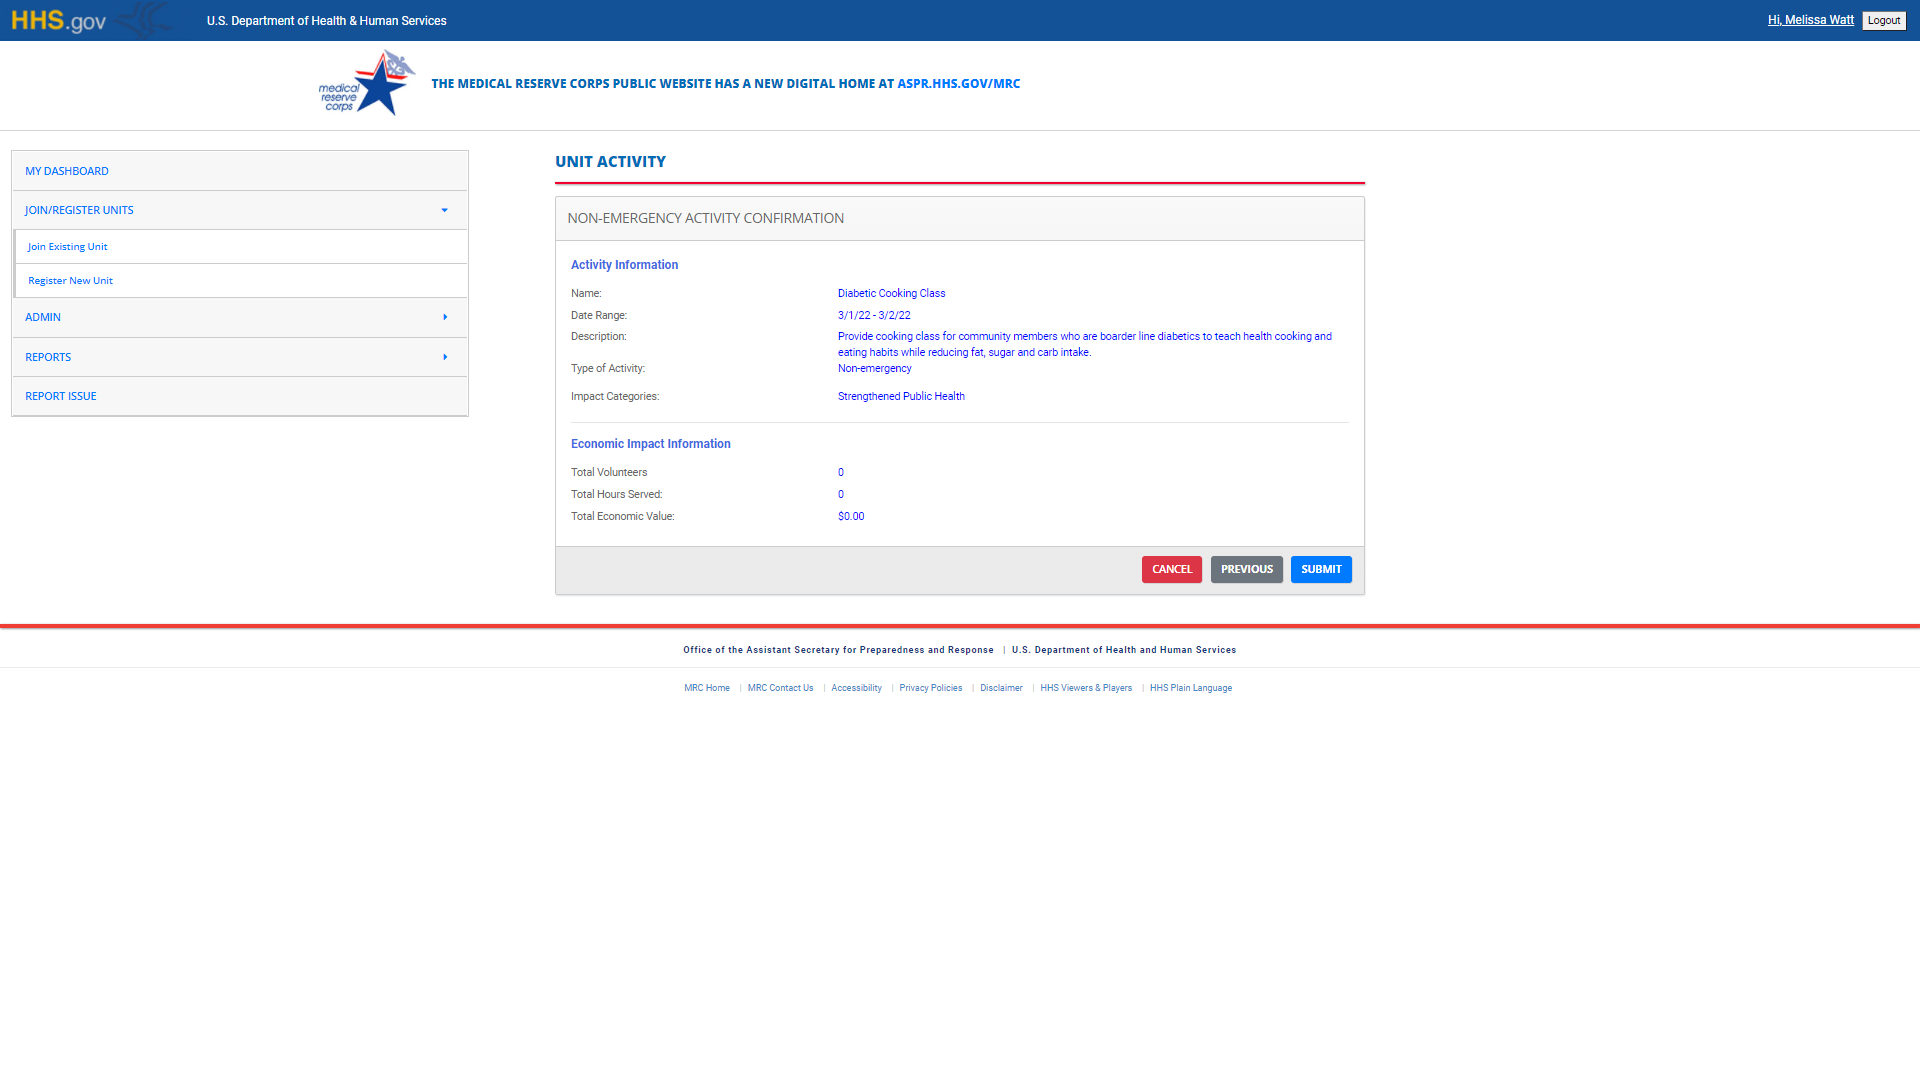 HHS.gov
U.S. Department of Health & Human Services
Hi, Melissa Watt
Logout
medical
reserve
corps
THE MEDICAL RESERVE CORPS PUBLIC WEBSITE HAS A NEW DIGITAL HOME AT ASPR.HHS.GOV/MRC
MY DASHBOARD
JOIN/REGISTER UNITS
Join Existing Unit
Register New Unit
ADMIN
REPORTS
REPORT ISSUE
UNIT ACTIVITY
NON-EMERGENCY ACTIVITY CONFIRMATION
Activity Information
Name: Diabetic Cooking Class
Date Range: 3/1/22 - 3/2/22
Description: Provide cooking class for community members who are boarder line diabetics to teach health cooking and
eating habits while reducing fat, sugar and carb intake.
Type of Activity: Non-emergency
Impact Categories: Strengthened Public Health
Economic Impact Information
Total Volunteers 0
Total Hours Served: 0
Total Economic Value: $0.00
CANCEL PREVIOUS SUBMIT
Office of the Assistant Secretary for Preparedness and Response | U.S. Department of Health and Human Services
MRC Home | MRC Contact Us | Accessibility | Privacy Policies | Disclaimer | HHS Viewers & Players | HHS Plain Language